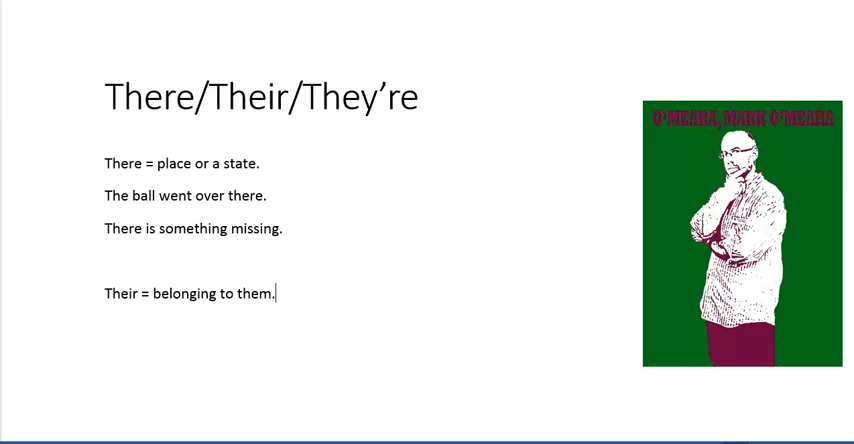 There/Their/They’re
There = place or a state.
The ball went over there.
There is something missing.
Their = belonging to them.
O'MEARA, MARK O'MEARA